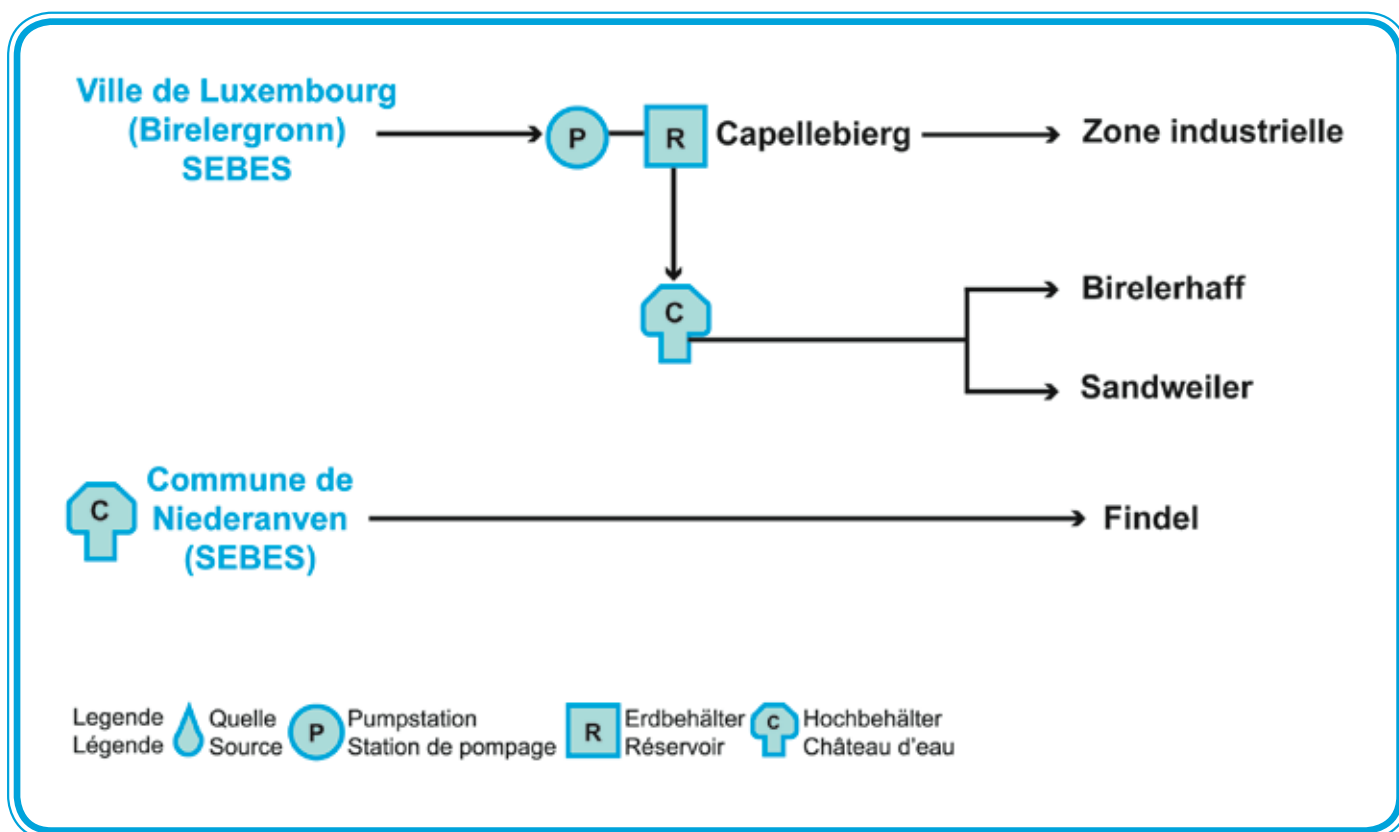 Ville de Luxembourg
(Birelergronn)
SEBES
P
R
Capellebierg
Zone industrielle
C
Birelerhaff
Sandweiler
C
Commune de
Niederanven
(SEBES)
Findel
Legende
Légende
Quelle
Source
P
Pumpstation
Station de pompage
R
Erdbehälter
Réservoir
C
Hochbehälter
Château d'eau